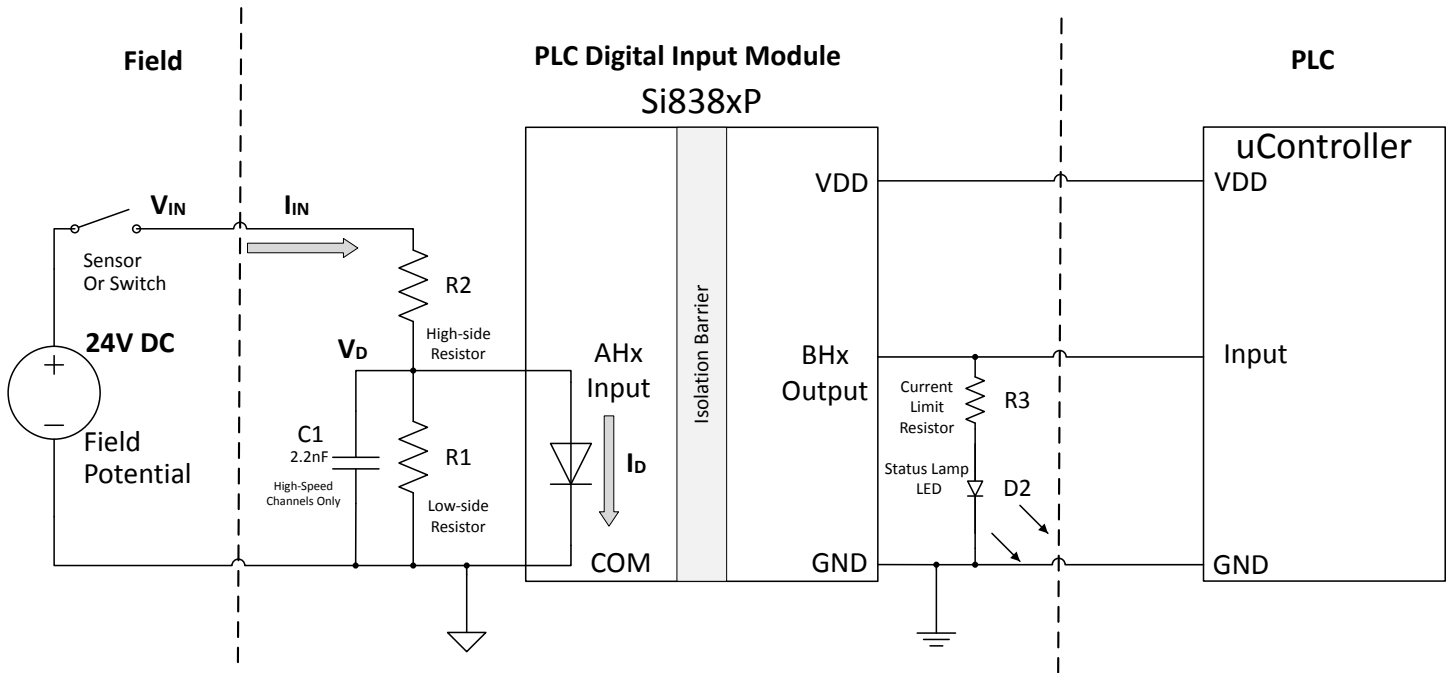 Field
PLC Digital Input Module
PLC
Si838xP
uController
VDD
VDD
VIN
IIN
Sensor
Or Switch
R2
High-side
Resistor
24V DC
+
–
Field
Potential
VD
AHx
Input
Isolation Barrier
BHx
Output
Input
Current
Limit
Resistor
R3
C1
2.2nF
High-Speed
Channels Only
R1
Low-side
Resistor
ID
Status Lamp
LED
D2
COM
GND
GND